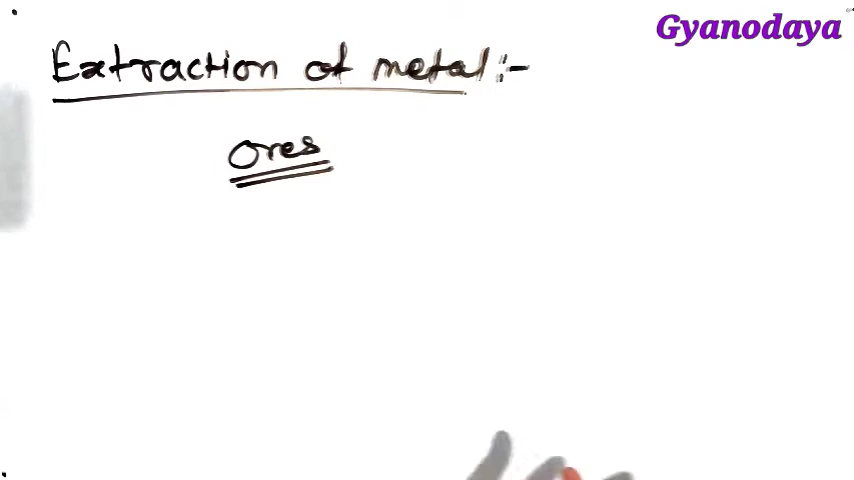 Gyanodaya
Extraction of metal :-
Ores